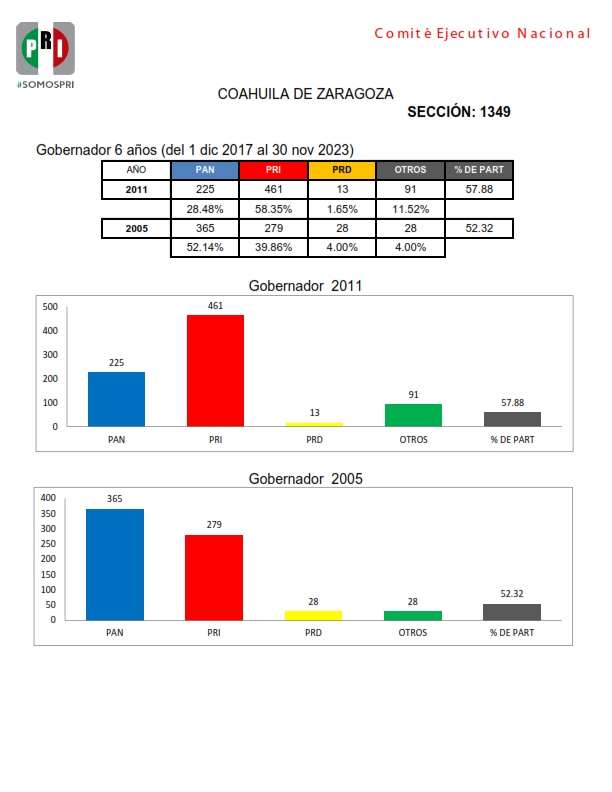 PRI
#SOMOSPRI
Comité Ejecutivo Nacional
COAHUILA DE ZARAGOZA
SECCIÓN: 1349
Gobernador 6 años (del 1 dic 2017 al 30 nov 2023)
AÑO PAN PRI PRD OTROS % DE PART
2011 225 461 13 91 57.88
28.48% 58.35% 1.65% 11.52%
2005 365 279 28 28 52.32
52.14% 39.86% 4.00% 4.00%
Gobernador 2011
500
400
300
200
100
0
225
461
13
91
57.88
PAN PRI PRD OTROS % DE PART
Gobernador 2005
400
350
300
250
200
150
100
50
0
365
279
28
28
52.32
PAN PRI PRD OTROS % DE PART